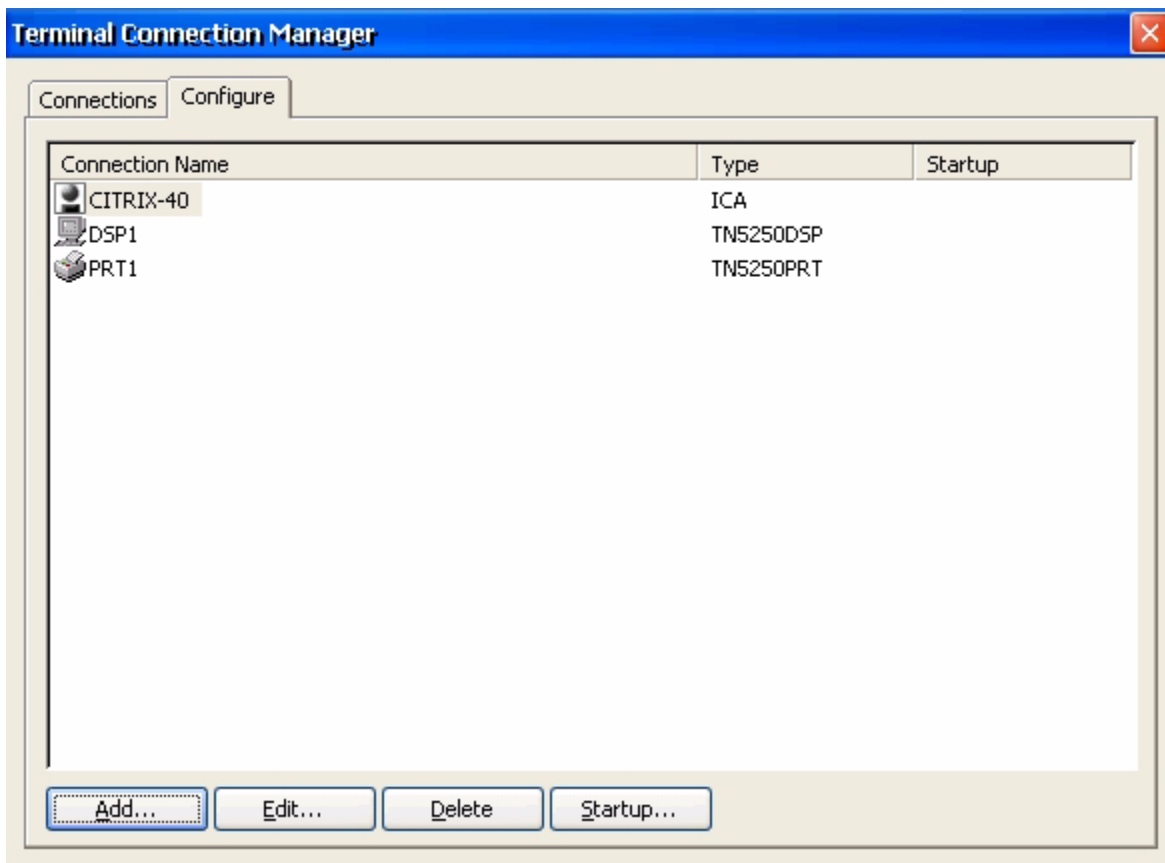 Terminal Connection Manager
Connections Configure
Connection Name Type Startup
CITRIX-40 ICA
DSP1 TN5250DSP
PRT1 TN5250PRT
Add... Edit... Delete Startup...